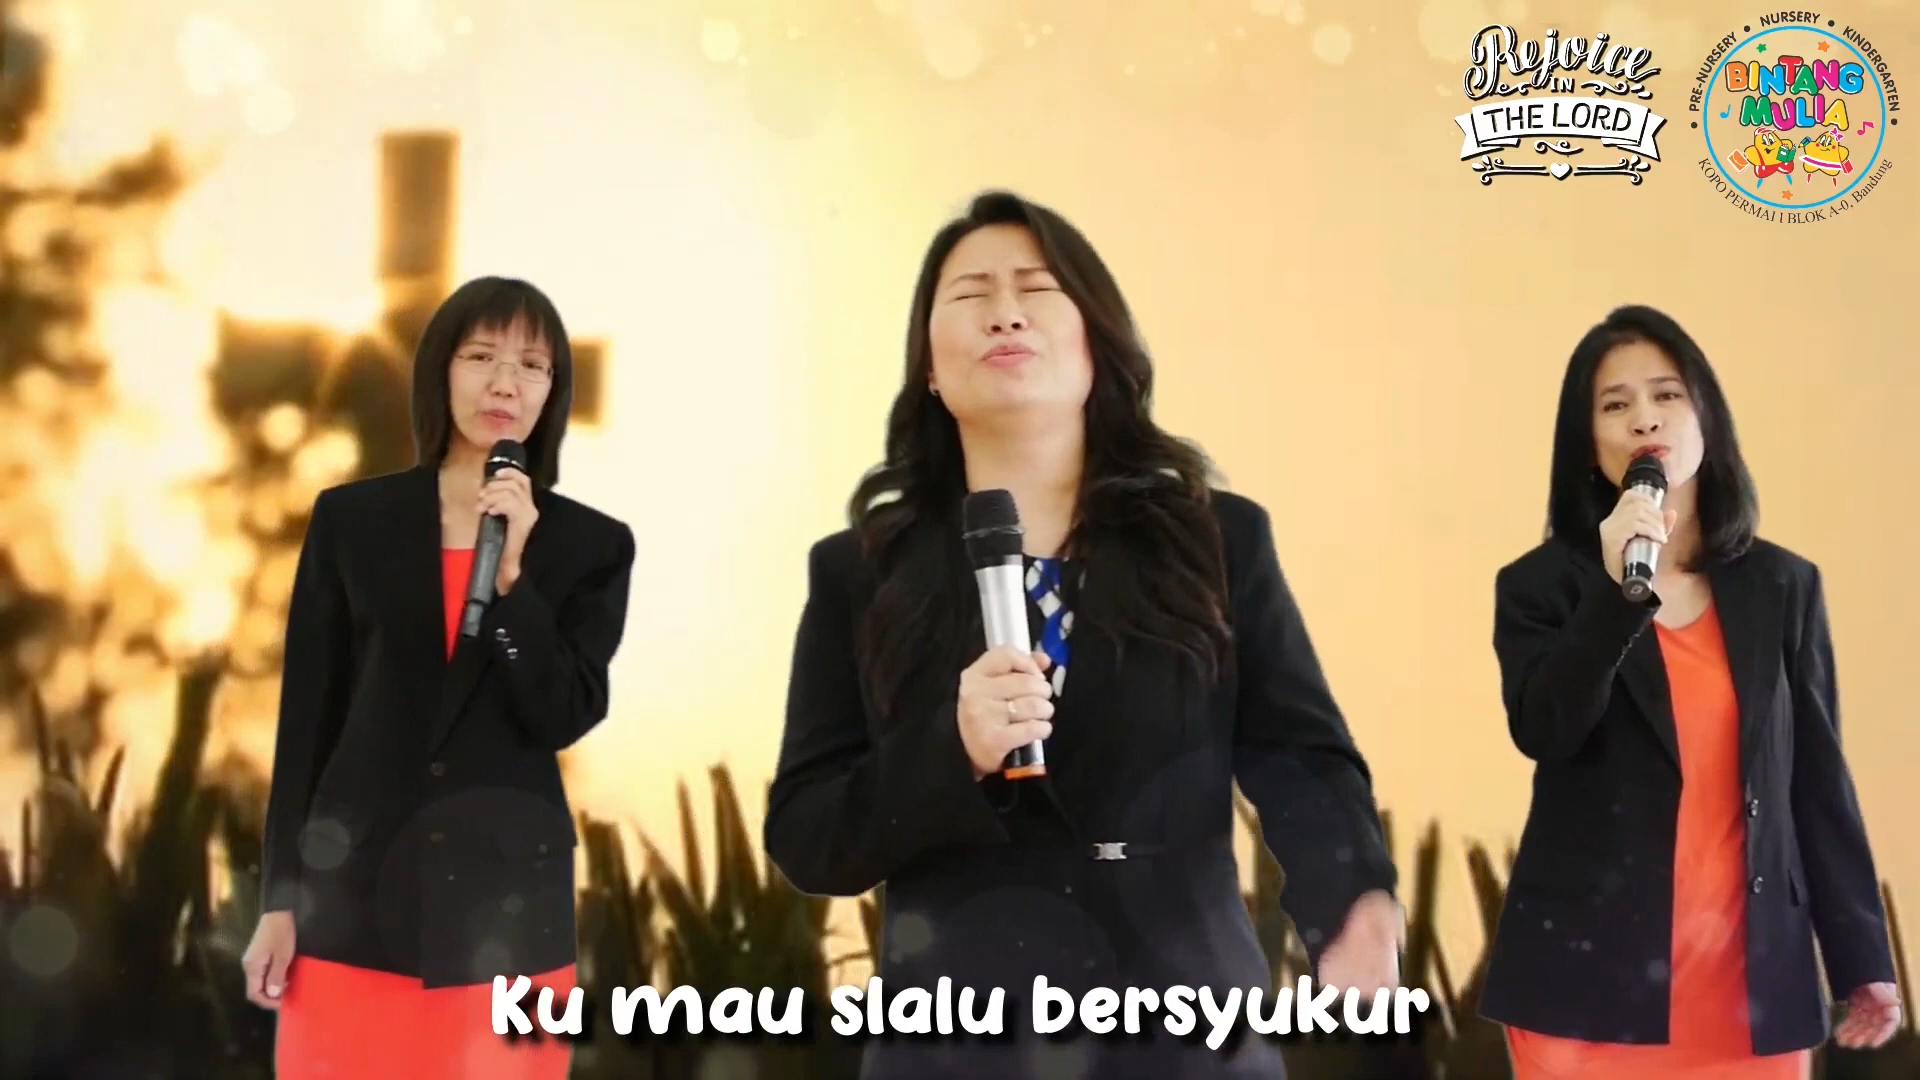 Rejoice
IN
THE LORD
PRE-NURSERY • NURSERY • KINDERGARTEN
BINTANG
MULIA
KOPO PERMAI I BLOK A-0, Bandung
Ku mau slalu bersyukur